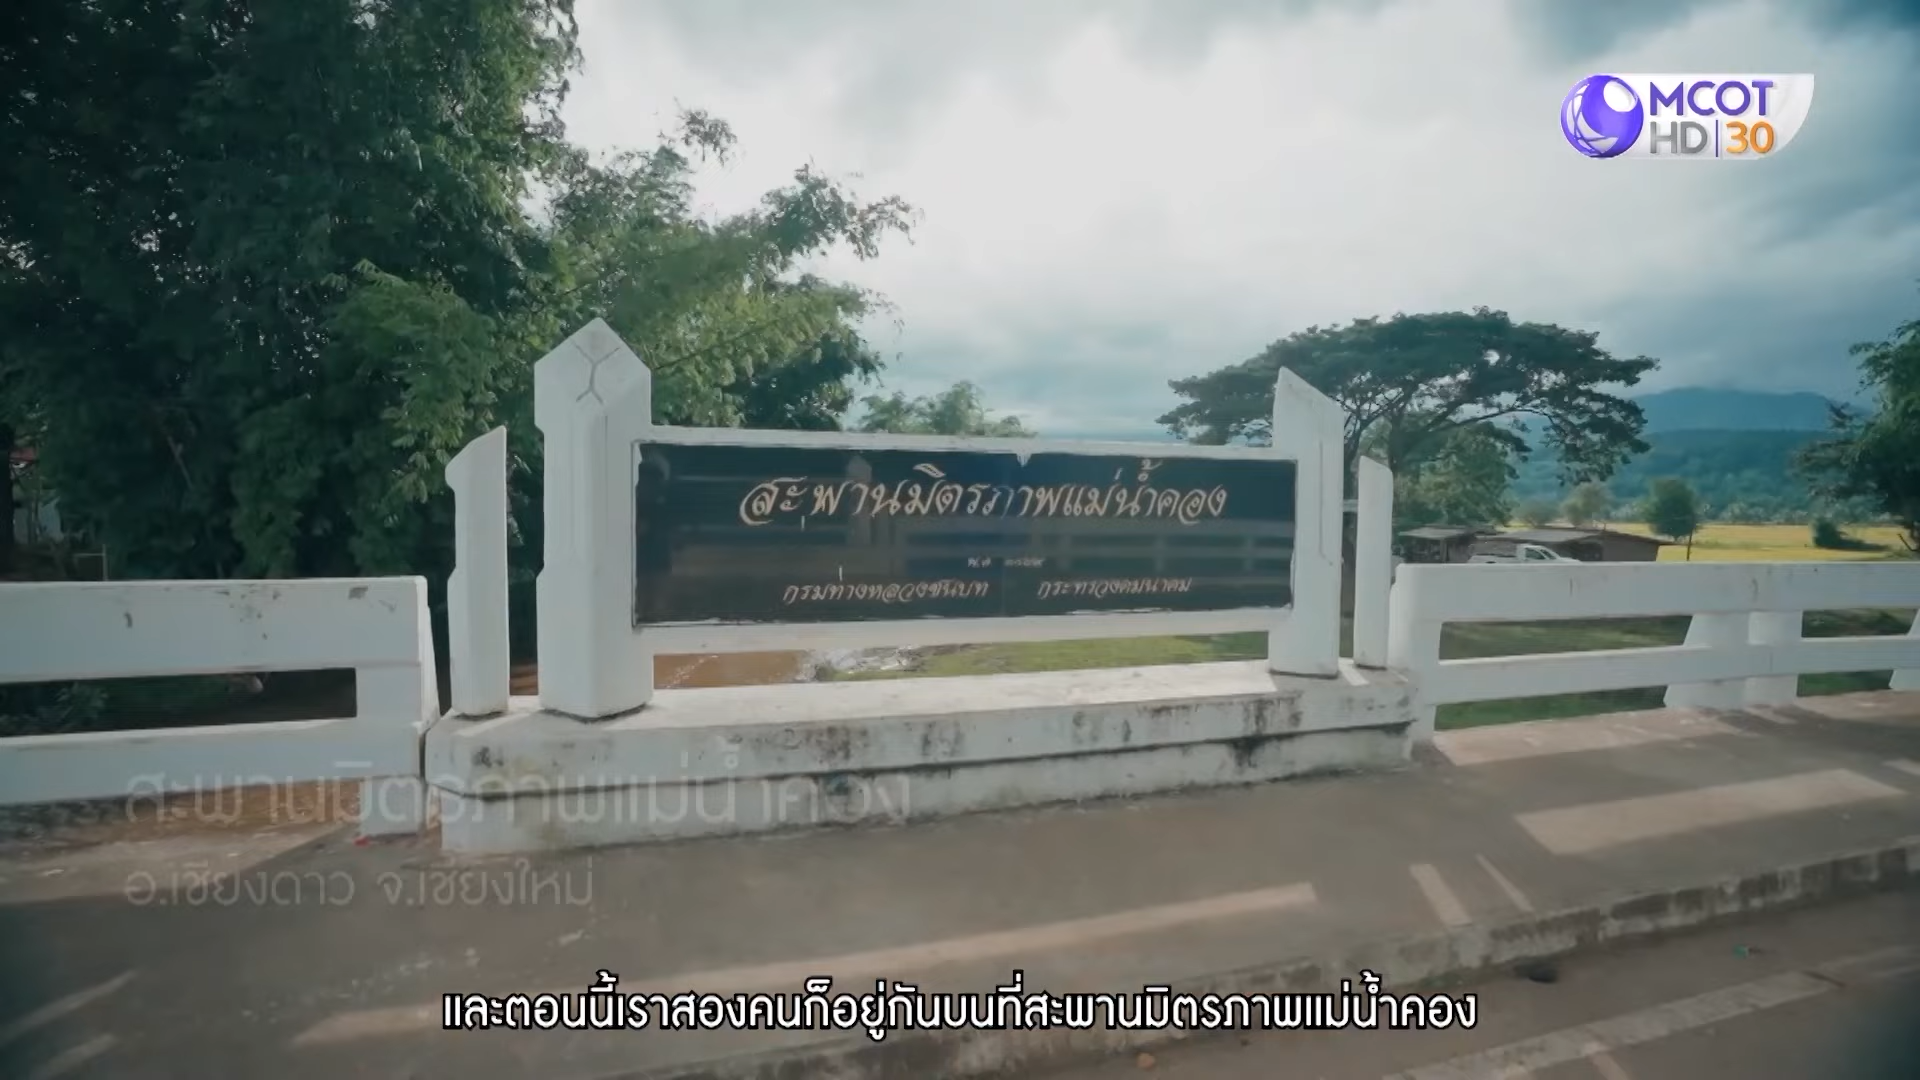 MCOT
HD 30
สะพานมิตรภาพแม่น้ำคอง
พ.ศ.
กรมทางหลวงชนบท กระทรวงคมนาคม
สะพานมิตรภาพแม่น้ำคอง
อ.เชียงดาว จ.เชียงใหม่
และตอนนี้เราสองคนก็อยู่กันบนที่สะพานมิตรภาพแม่น้ำคอง